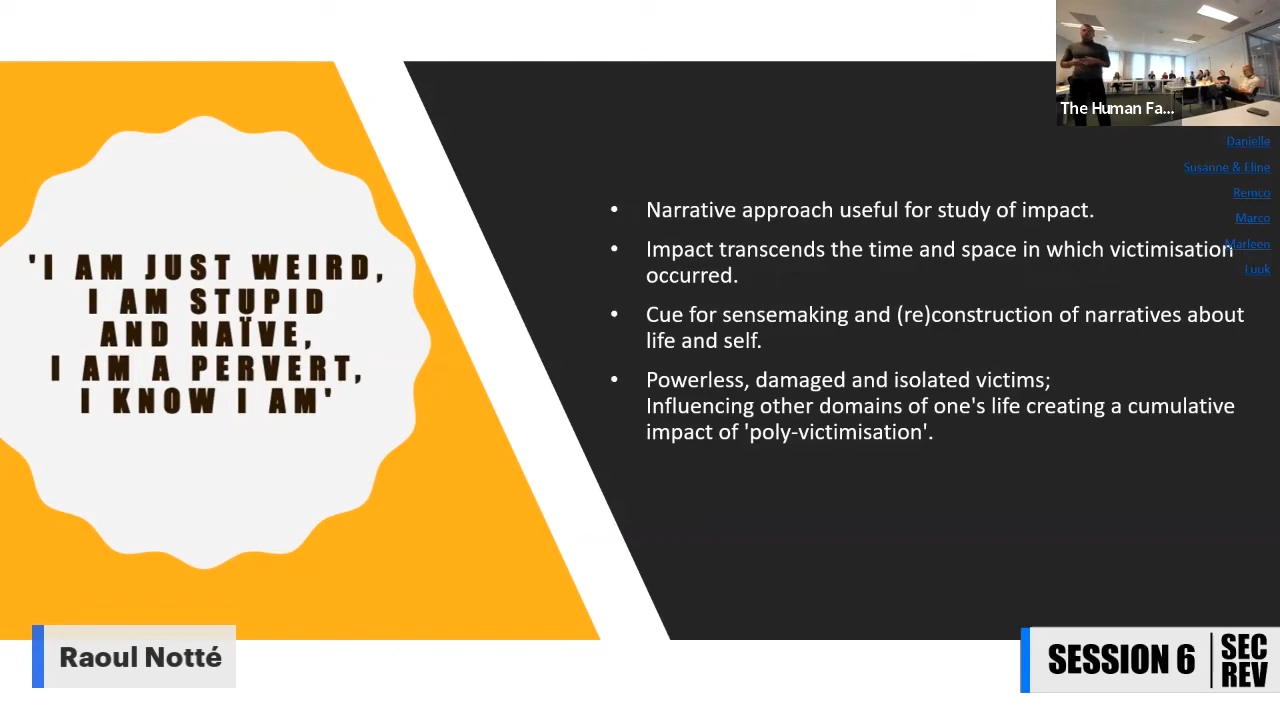 The Human Fa...
Danielle
Susanne & Eline
Remco
Marco
Marleen
Luuk
'I AM JUST WEIRD,
I AM STUPID
AND NAÏVE,
I AM A PERVERT,
I KNOW I AM'
• Narrative approach useful for study of impact.
• Impact transcends the time and space in which victimisation
occurred.
• Cue for sensemaking and (re)construction of narratives about
life and self.
• Powerless, damaged and isolated victims;
Influencing other domains of one's life creating a cumulative
impact of 'poly-victimisation'.
Raoul Notté
SESSION 6
SEC
REV